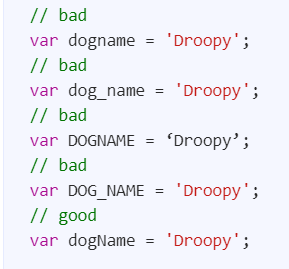 // bad
var dogname = 'Droopy';
// bad
var dog_name = 'Droopy';
// bad
var DOGNAME = ‘Droopy’;
// bad
var DOG_NAME = 'Droopy';
// good
var dogName = 'Droopy';